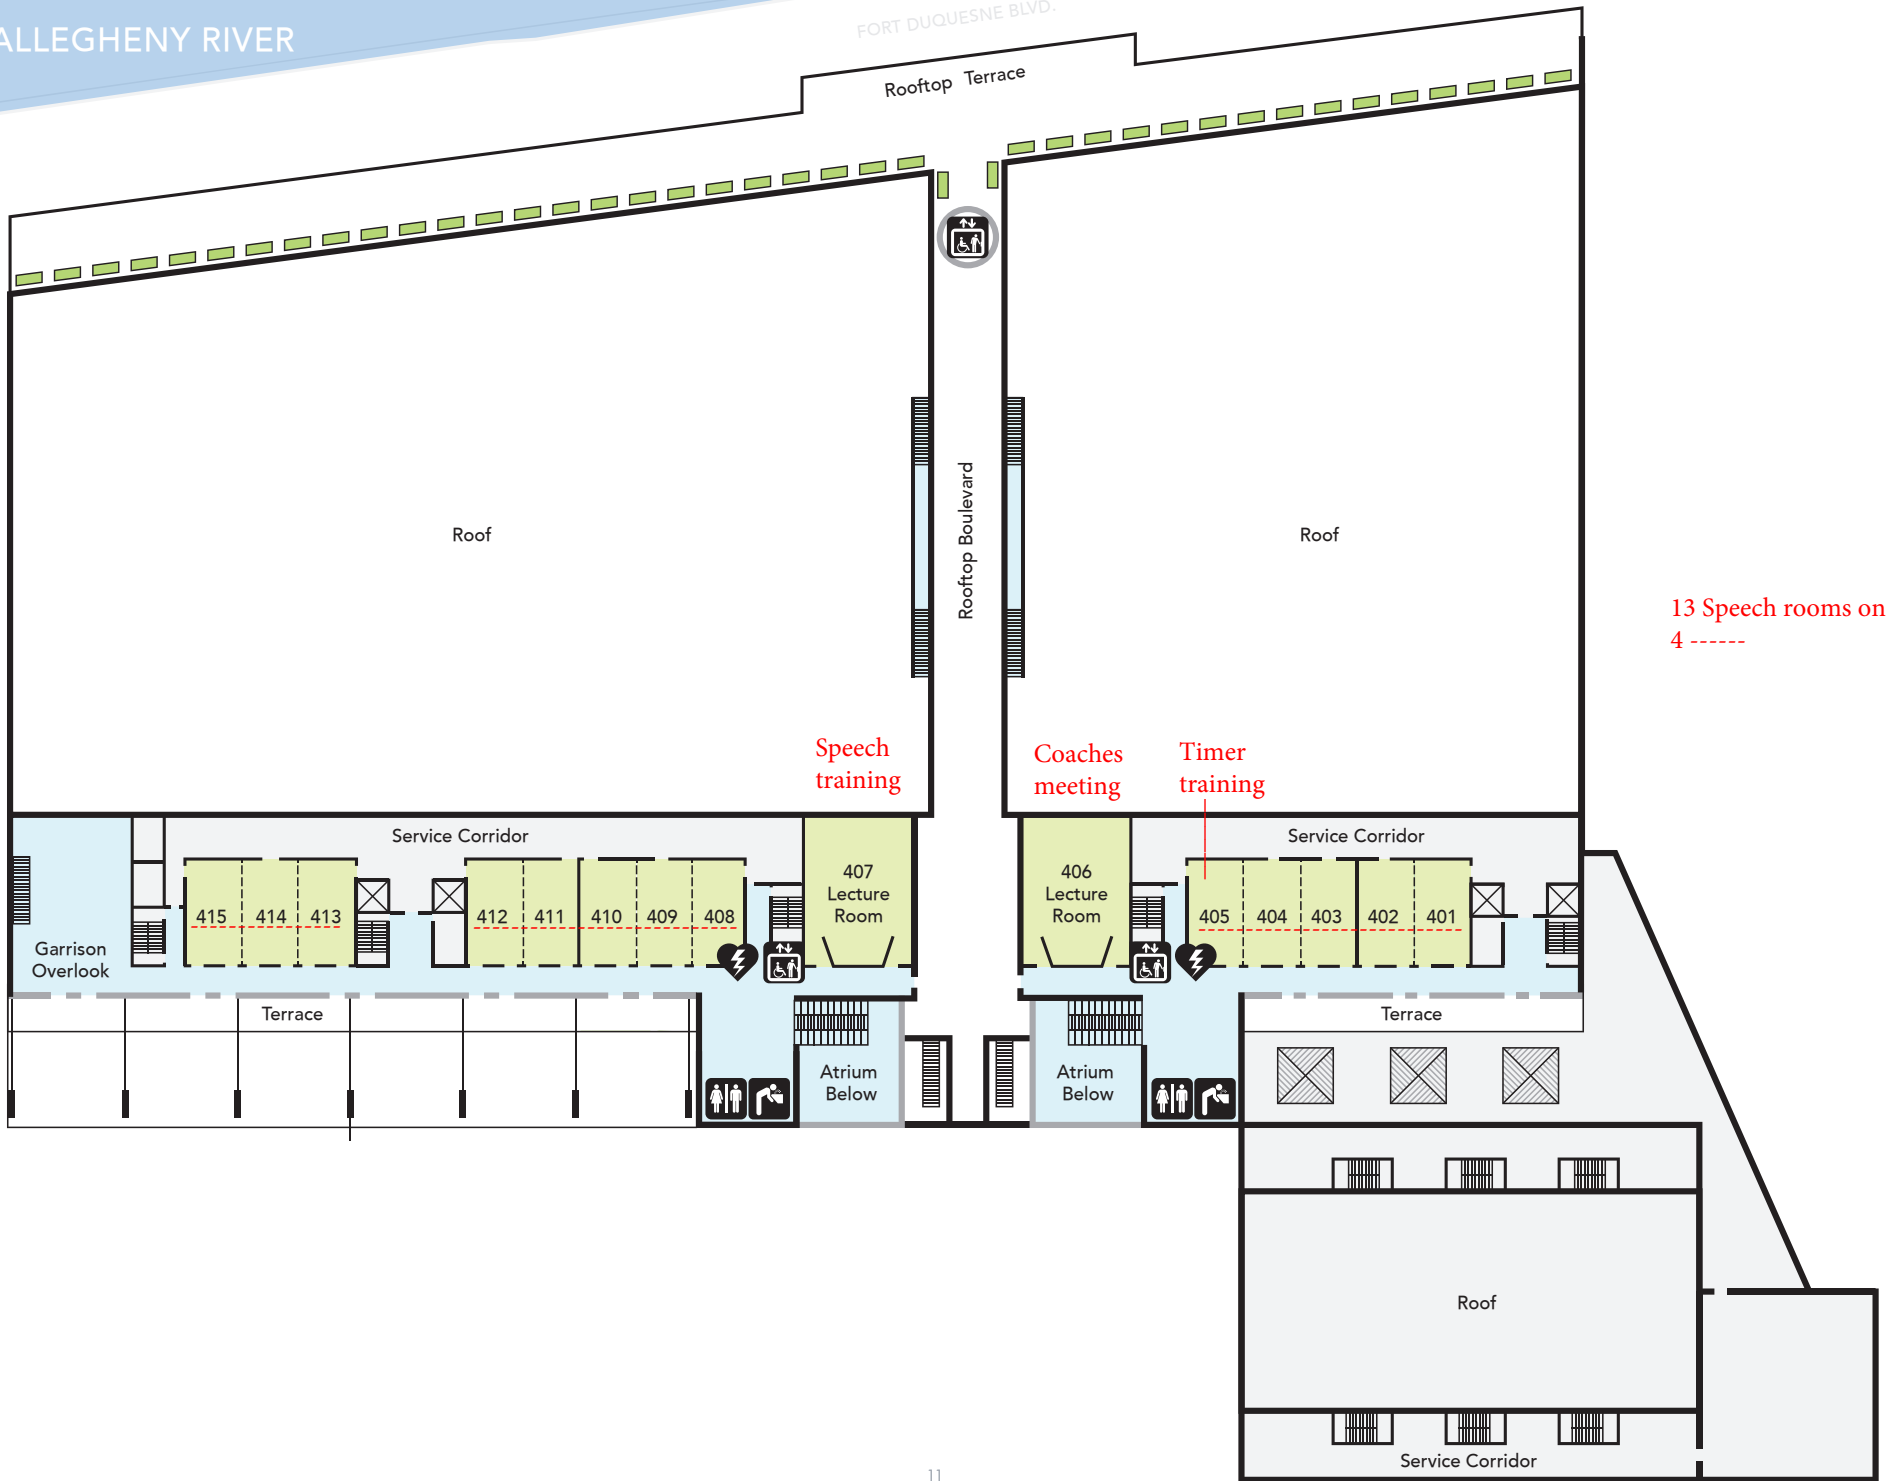 ALLEGHENY RIVER
FORT DUQUESNE BLVD.
Rooftop Terrace
Rooftop Boulevard
Roof
Roof
13 Speech rooms on
4 ------
Speech
training
Coaches
meeting
Timer
training
Service Corridor
Service Corridor
407
Lecture
Room
406
Lecture
Room
415 414 413 412 411 410 409 408
405 404 403 402 401
Garrison
Overlook
Terrace
Terrace
Atrium
Below
Atrium
Below
Roof
Service Corridor
11